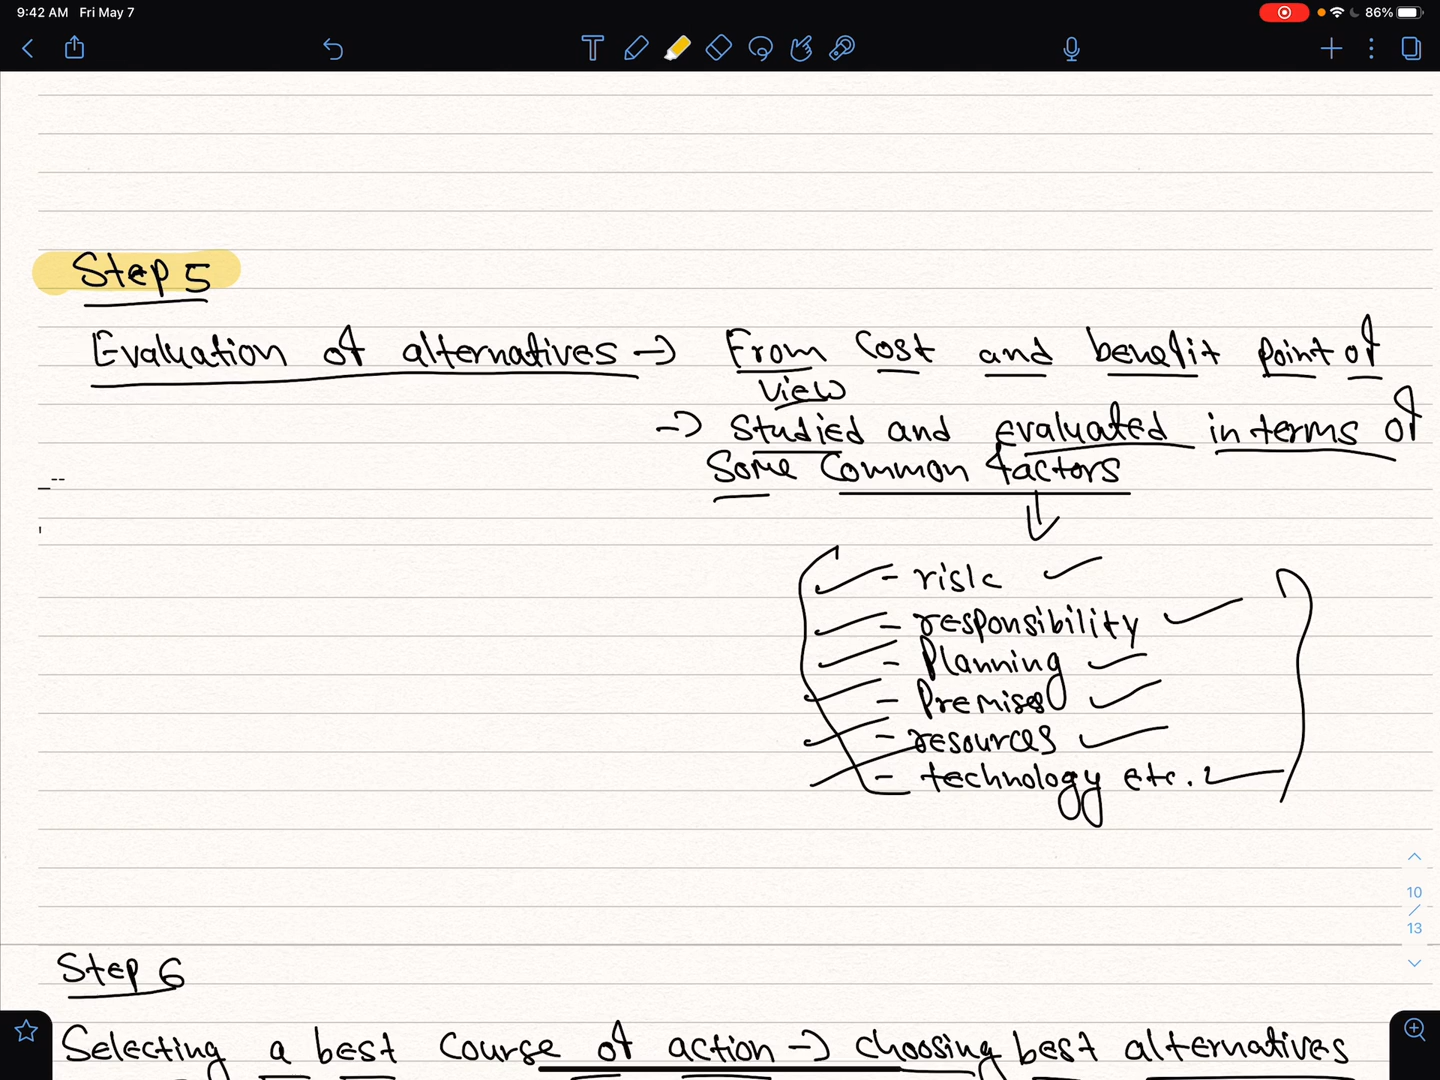 9:42 AM Fri May 7
86%
Step 5
Evaluation of alternatives → From Cost and benefit point of
view
→ Studied and evaluated in terms of
Some Common factors
- risk
- responsibility
- Planning
- Premises
- resources
- technology etc.
10
/
13
Step 6
Selecting a best Course of action → choosing best alternatives